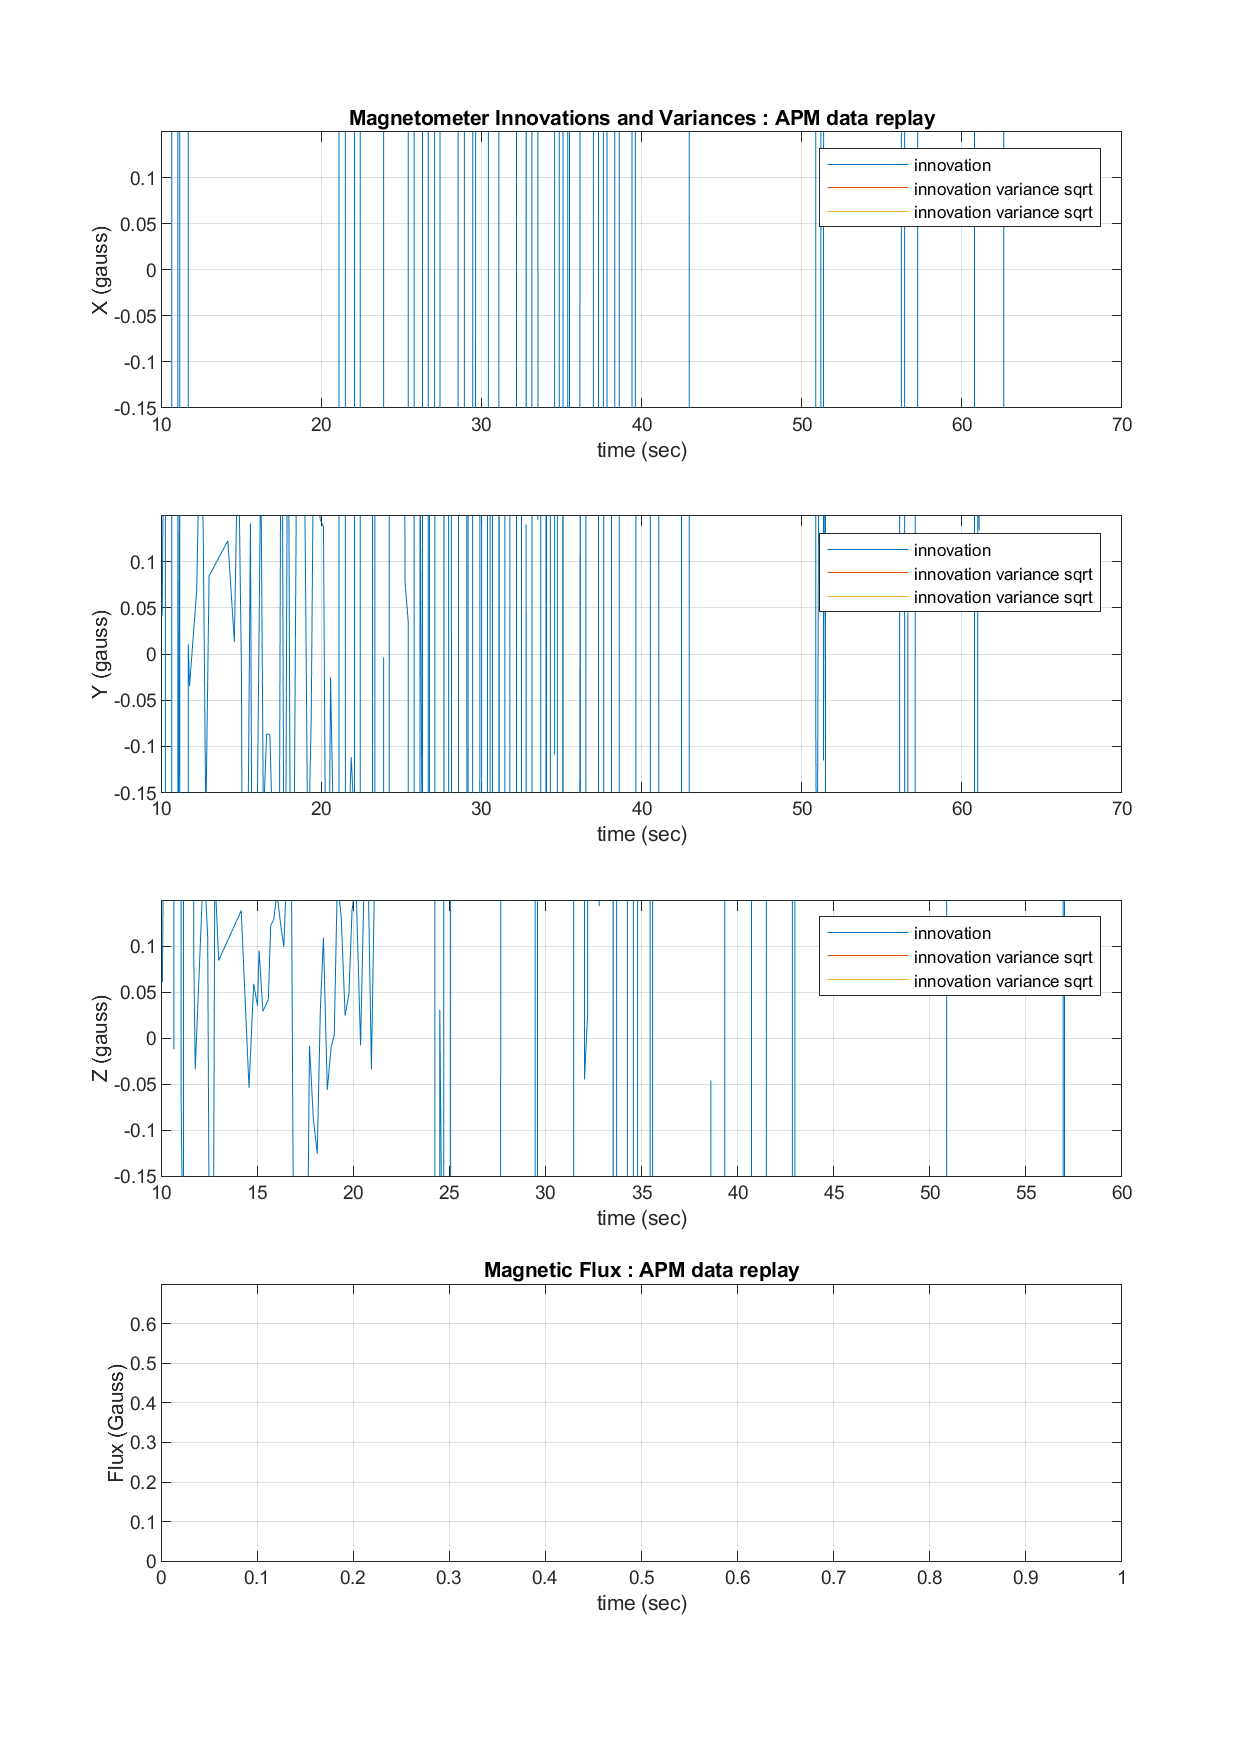 Magnetometer Innovations and Variances : APM data replay
innovation
innovation variance sqrt
innovation variance sqrt
X (gauss)
0.1
0.05
0
-0.05
-0.1
-0.15
10 20 30 40 50 60 70
time (sec)
innovation
innovation variance sqrt
innovation variance sqrt
Y (gauss)
0.1
0.05
0
-0.05
-0.1
-0.15
10 20 30 40 50 60 70
time (sec)
innovation
innovation variance sqrt
innovation variance sqrt
Z (gauss)
0.1
0.05
0
-0.05
-0.1
-0.15
10 15 20 25 30 35 40 45 50 55 60
time (sec)
Magnetic Flux : APM data replay
Flux (Gauss)
0.6
0.5
0.4
0.3
0.2
0.1
0
0 0.1 0.2 0.3 0.4 0.5 0.6 0.7 0.8 0.9 1
time (sec)